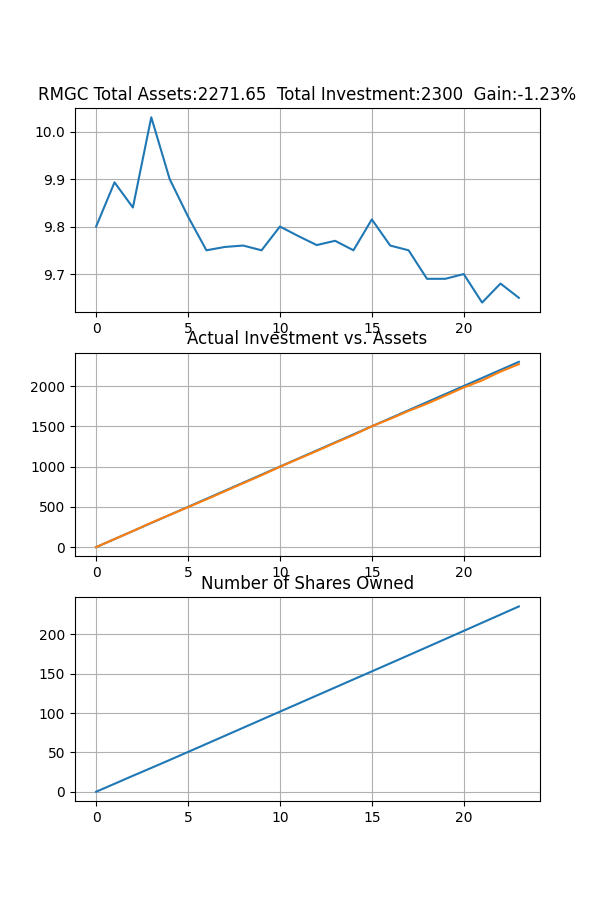 RMGC Total Assets:2271.65  Total Investment:2300  Gain:-1.23%
10.0
9.9
9.8
9.7
0 5 10 15 20
Actual Investment vs. Assets
2000
1500
1000
500
0
0 5 10 15 20
Number of Shares Owned
200
150
100
50
0
0 5 10 15 20